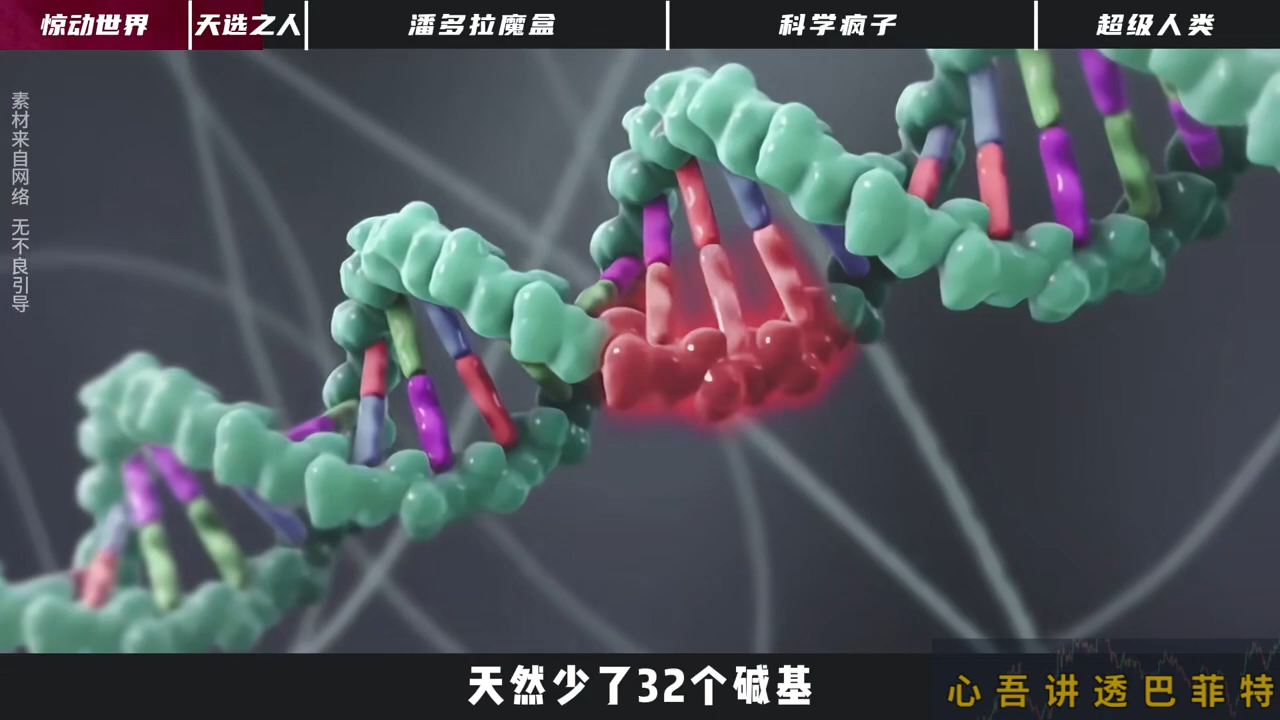 惊动世界
天选之人
潘多拉魔盒
科学疯子
超级人类
素材来自网络 无不良引导
天然少了32个碱基
心吾讲透巴菲特